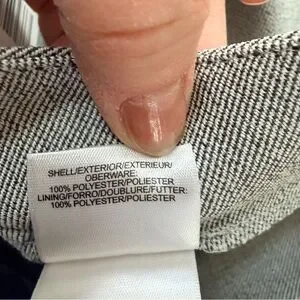 SHELL/EXTERIOR/EXTERIEUR/
OBERWARE:
100% POLYESTER/POLIESTER
LINING/FORRO/DOUBLURE/FUTTER:
100% POLYESTER/POLIESTER